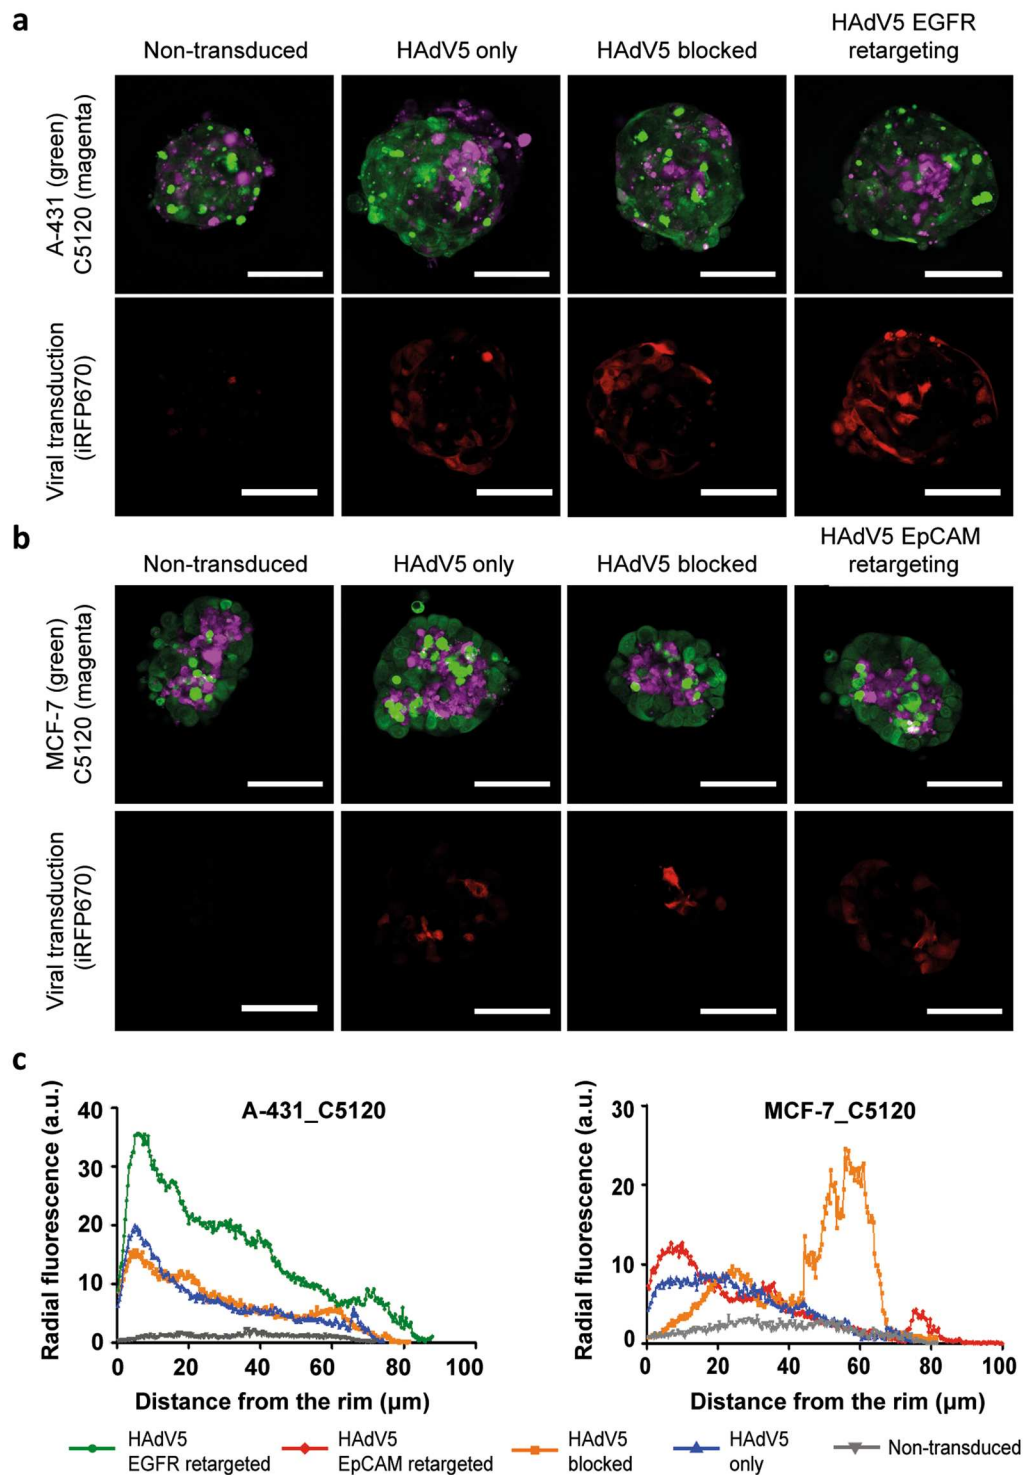 a
Non-transduced
HAdV5 only
HAdV5 blocked
HAdV5 EGFR
retargeting
A-431 (green)
C5120 (magenta)
Viral transduction
(iRFP670)
b
Non-transduced
HAdV5 only
HAdV5 blocked
HAdV5 EpCAM
retargeting
MCF-7 (green)
C5120 (magenta)
Viral transduction
(iRFP670)
c
A-431_C5120
Radial fluorescence (a.u.)
40
30
20
10
0
0 20 40 60 80 100
Distance from the rim (µm)
MCF-7_C5120
Radial fluorescence (a.u.)
30
20
10
0
0 20 40 60 80 100
Distance from the rim (µm)
HAdV5
EGFR retargeted
HAdV5
EpCAM retargeted
HAdV5
blocked
HAdV5
only
Non-transduced